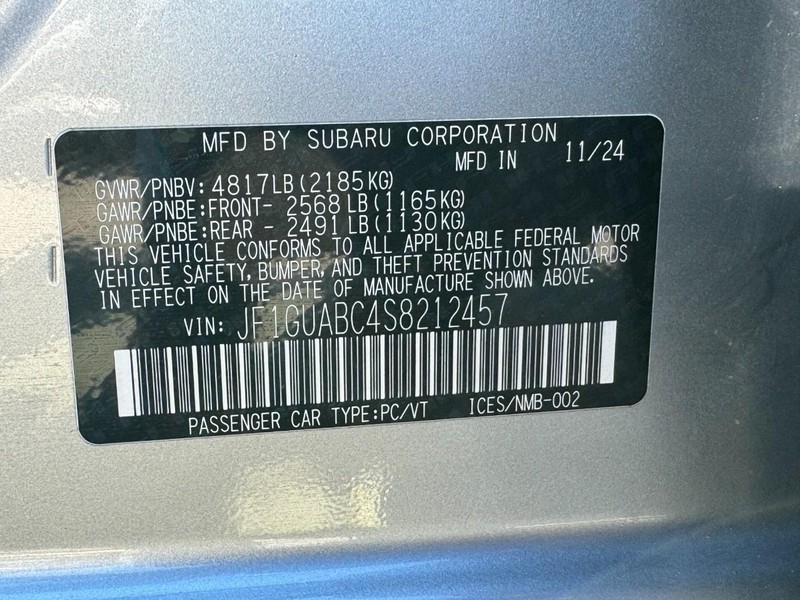 MFD BY SUBARU CORPORATION
MFD IN 11/24
GVWR/PNBV: 4817LB(2185KG)
GAWR/PNBE:FRONT- 2568LB(1165KG)
GAWR/PNBE:REAR - 2491LB(1130KG)
THIS VEHICLE CONFORMS TO ALL APPLICABLE FEDERAL MOTOR
VEHICLE SAFETY, BUMPER, AND THEFT PREVENTION STANDARDS
IN EFFECT ON THE DATE OF MANUFACTURE SHOWN ABOVE.
VIN: JF1GUABC4S8212457
PASSENGER CAR TYPE:PC/VT ICES/NMB-002